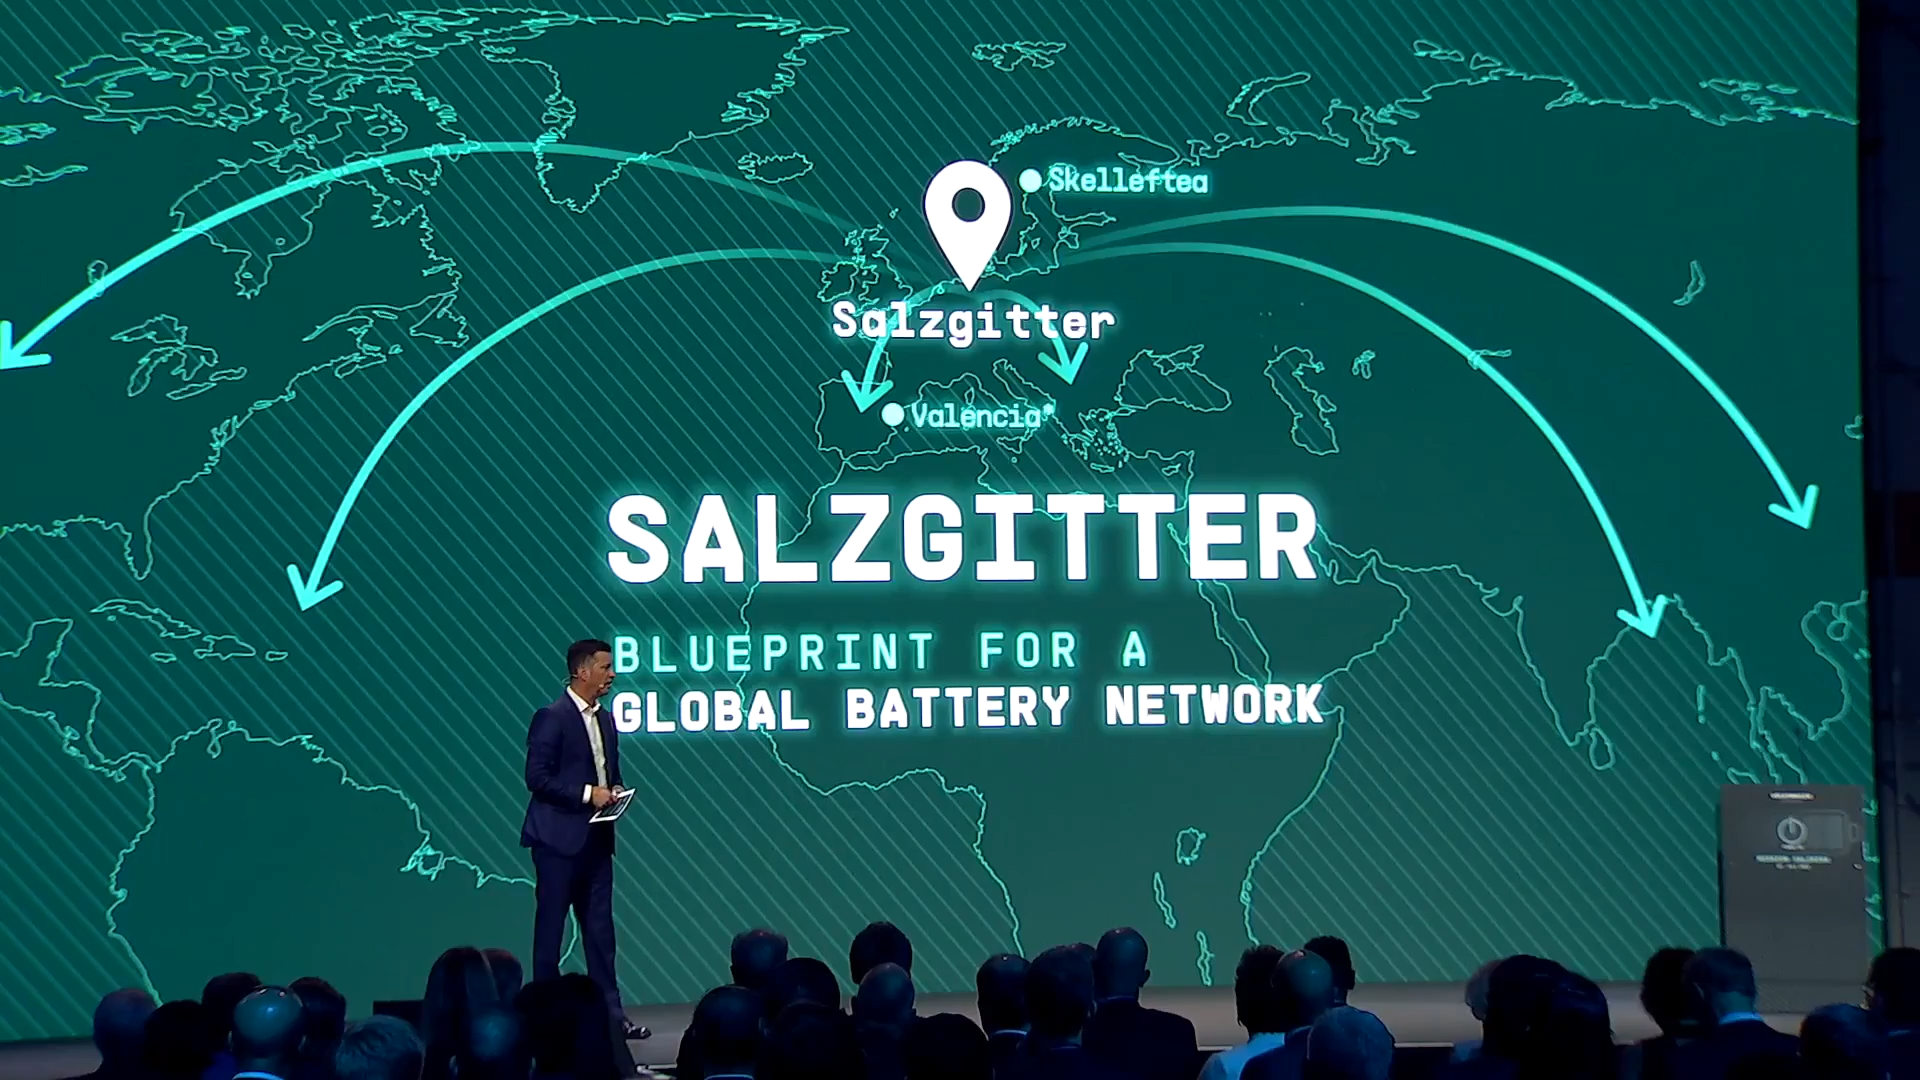 Skelleftea
Salzgitter
Valencia*
SALZGITTER
BLUEPRINT FOR A
GLOBAL BATTERY NETWORK